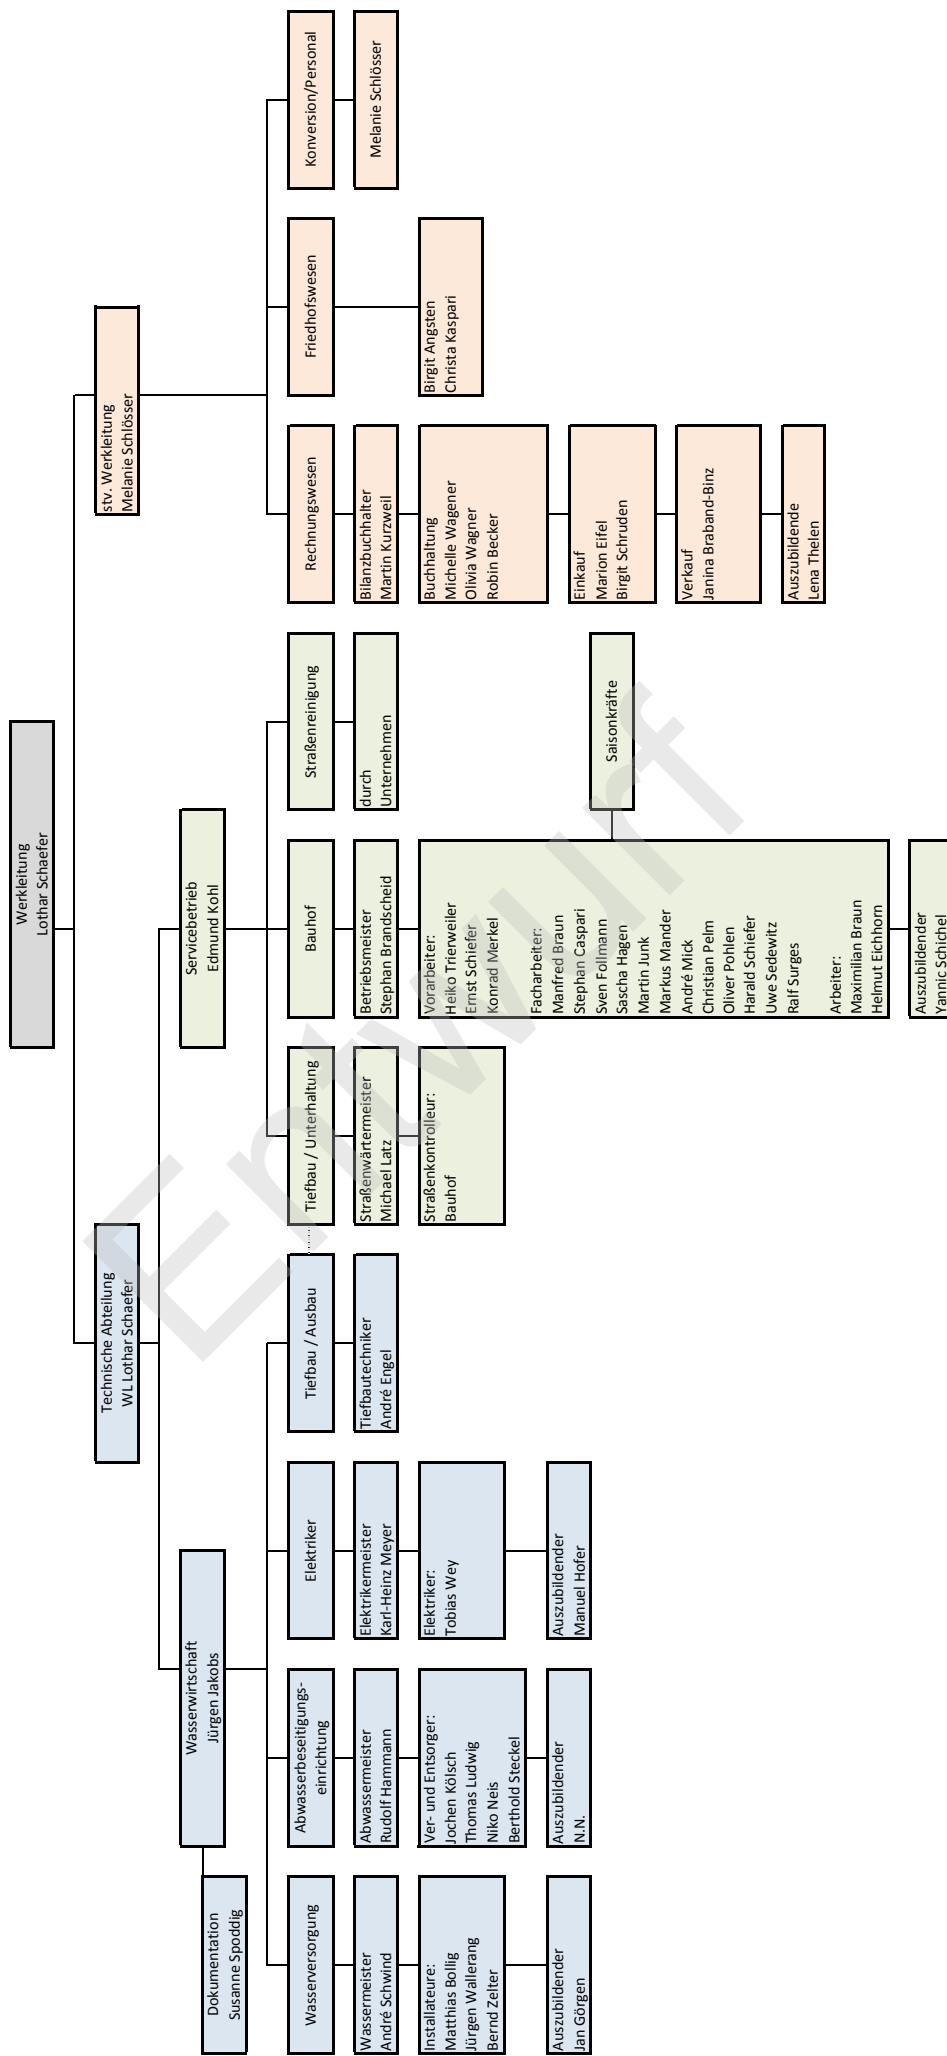 Werkleitung
Lothar Schaefer
Technische Abteilung
WL Lothar Schaefer
stv. Werkleitung
Melanie Schlösser
Wasserwirtschaft
Jürgen Jakobs
Servicebetrieb
Edmund Kohl
Dokumentation
Susanne Spoddig
Wasserversorgung
Wassermeister
André Schwind
Installateure:
Matthias Bollig
Jürgen Wallerang
Bernd Zelter
Auszubildender
Jan Görgen
Abwasserbeseitigungs-
einrichtung
Abwassermeister
Rudolf Hammann
Ver- und Entsorger:
Jochen Kölsch
Thomas Ludwig
Niko Neis
Berthold Steckel
Auszubildender
N.N.
Elektriker
Elektrikermeister
Karl-Heinz Meyer
Elektriker:
Tobias Wey
Auszubildender
Manuel Hofer
Tiefbau / Ausbau
Tiefbautechniker
André Engel
Tiefbau / Unterhaltung
Straßenwärtermeister
Michael Latz
Straßenkontrolleur:
Bauhof
Bauhof
Betriebsmeister
Stephan Brandscheid
Vorarbeiter:
Heiko Trierweiler
Ernst Schiefer
Konrad Merkel
Facharbeiter:
Manfred Braun
Stephan Caspari
Sven Follmann
Sascha Hagen
Martin Junk
Markus Mander
André Mick
Christian Pelm
Oliver Pohlen
Harald Schiefer
Uwe Sedewitz
Ralf Surges
Arbeiter:
Maximilian Braun
Helmut Eichhorn
Auszubildender
Yannic Schichel
Saisonkräfte
Straßenreinigung
durch
Unternehmen
Rechnungswesen
Bilanzbuchhalter
Martin Kurzweil
Buchhaltung
Michelle Wagener
Olivia Wagner
Robin Becker
Einkauf
Marion Eifel
Birgit Schruden
Verkauf
Janina Braband-Binz
Auszubildende
Lena Thelen
Friedhofswesen
Birgit Angsten
Christa Kaspari
Konversion/Personal
Melanie Schlösser
Entwurf